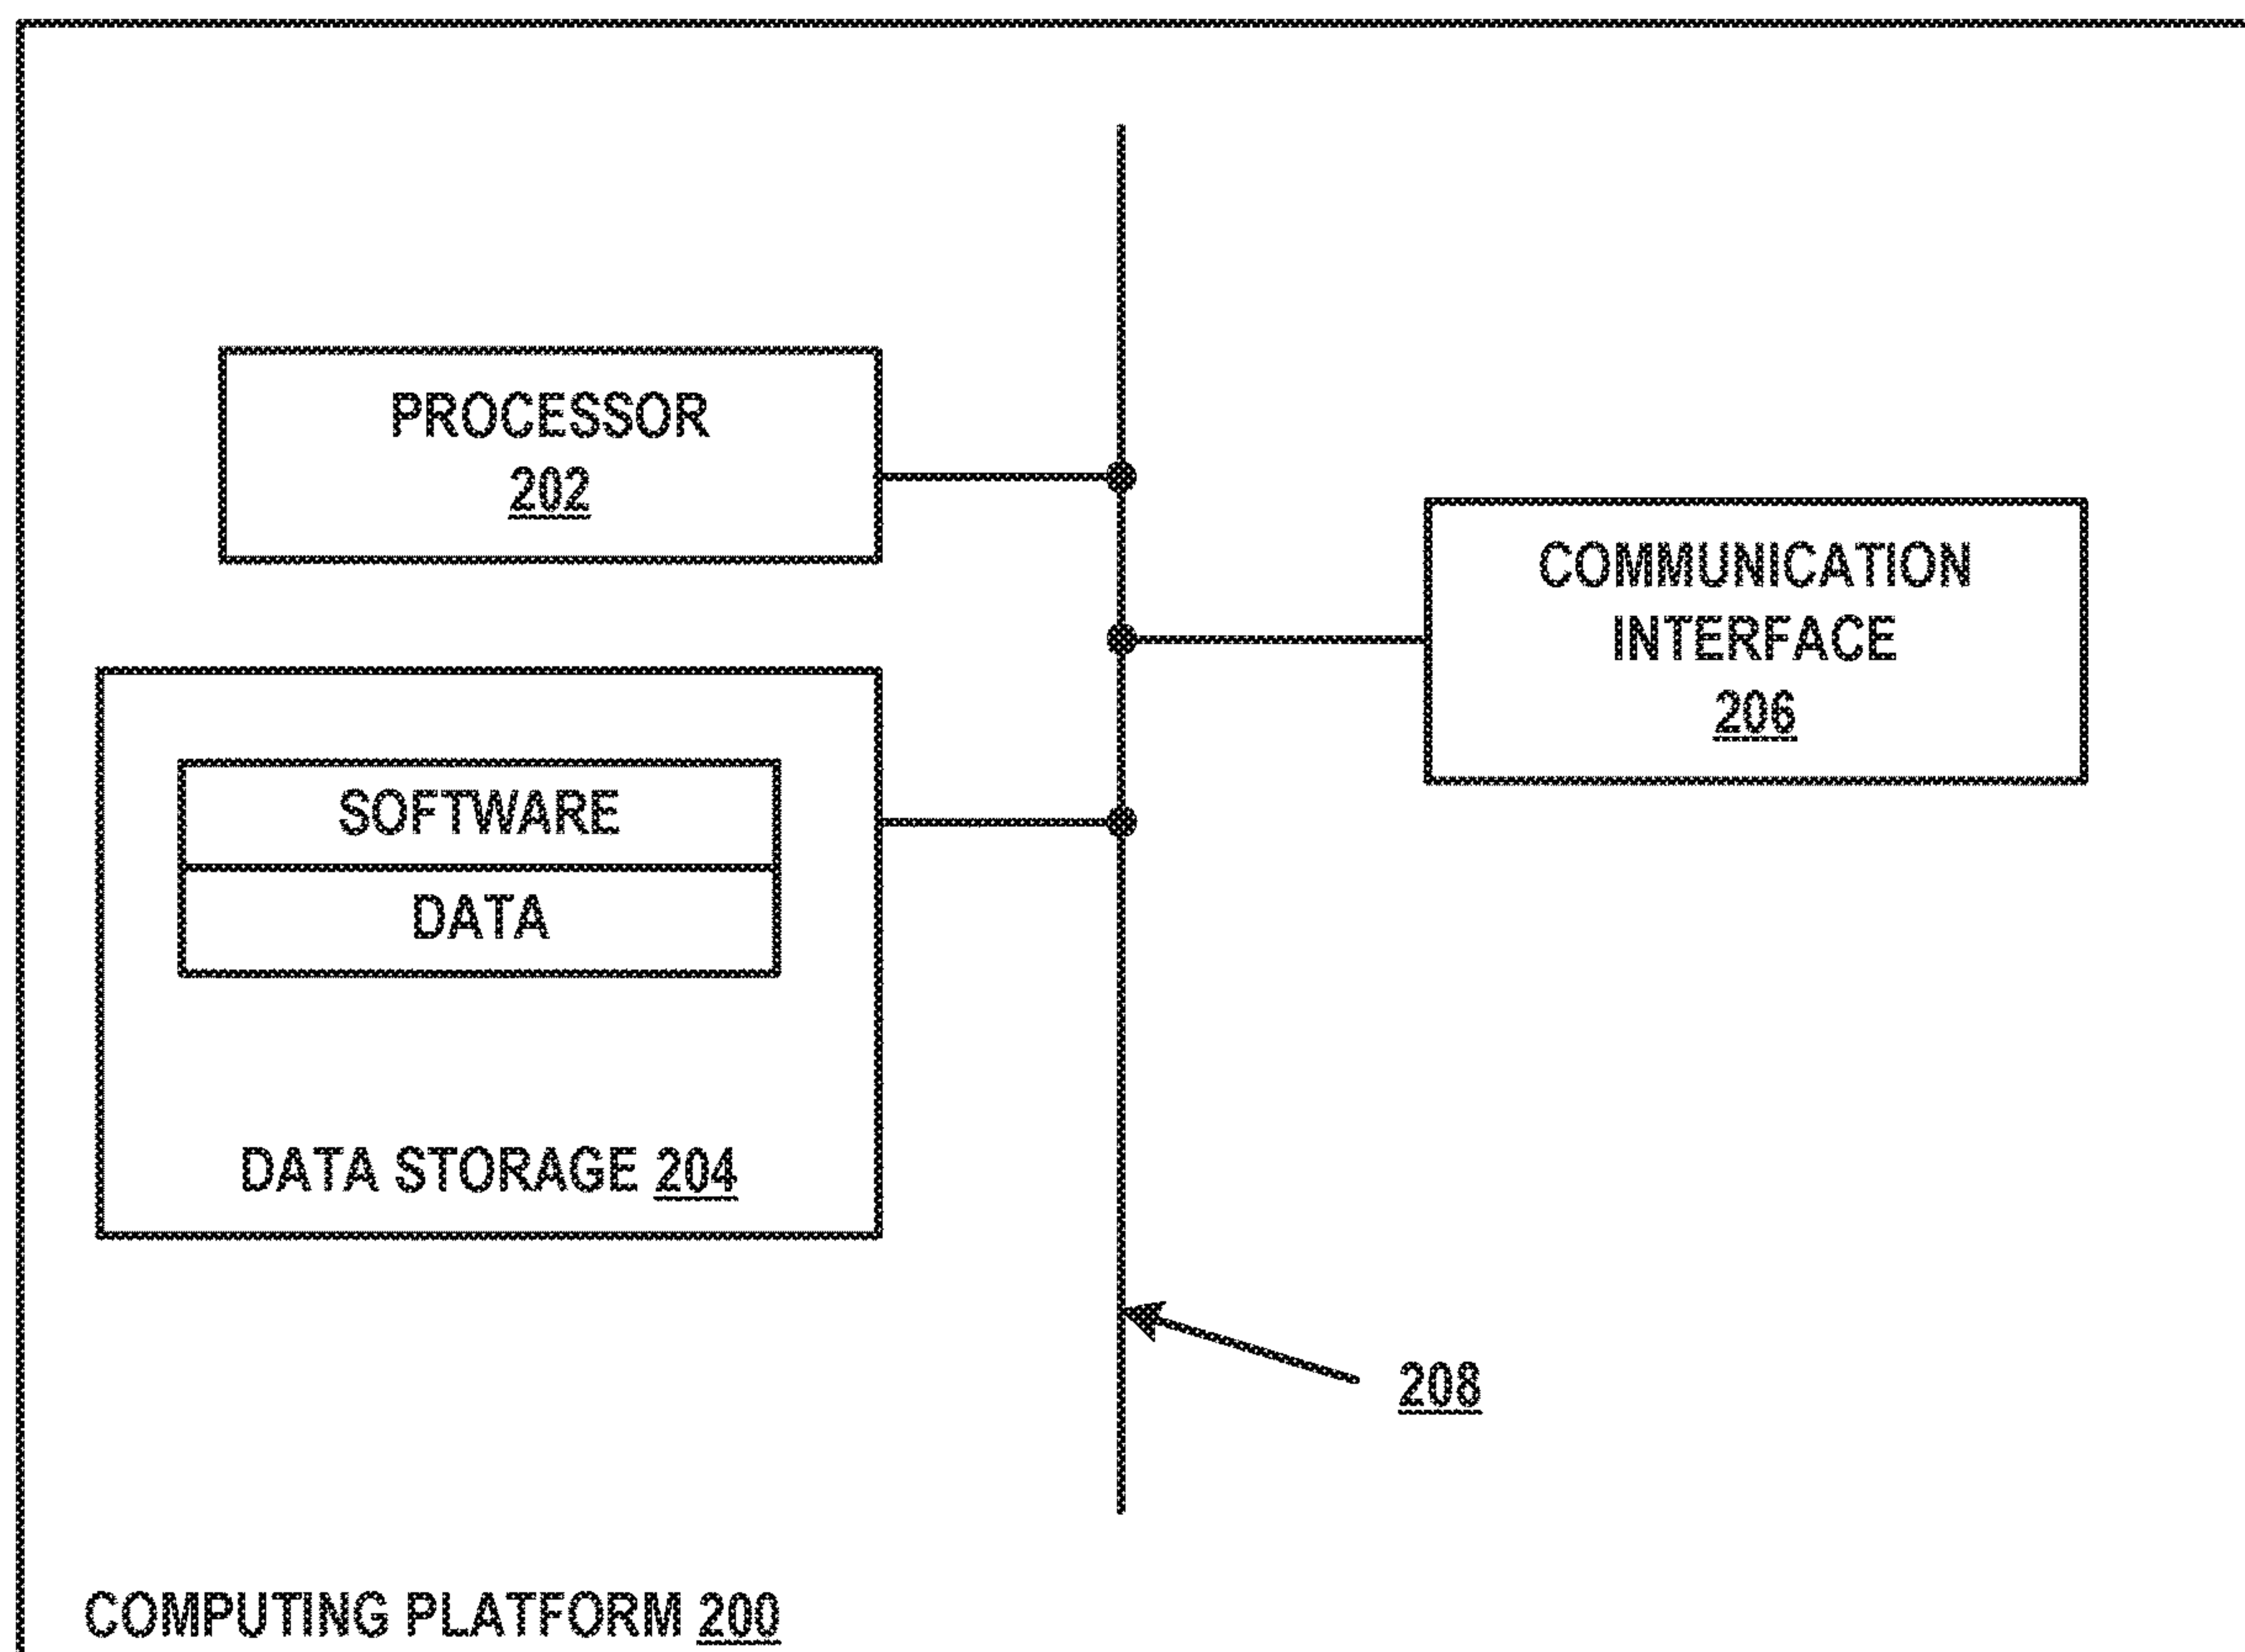 PROCESSOR
202
COMMUNICATION
INTERFACE
206
SOFTWARE
DATA
DATA STORAGE 204
208
COMPUTING PLATFORM 200